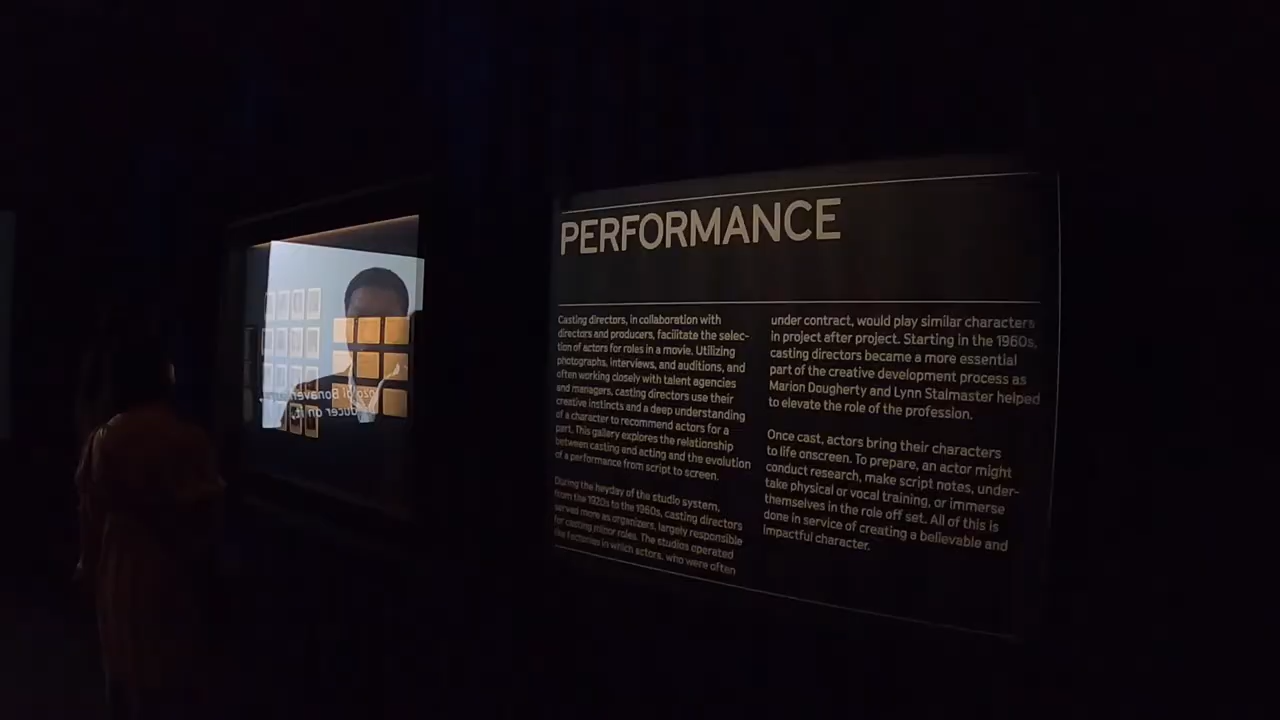 PERFORMANCE
Casting directors, in collaboration with
directors and producers, facilitate the selec-
tion of actors for roles in a movie. Utilizing
photographs, interviews, and auditions, and
often working closely with talent agencies
and managers, casting directors use their
creative instincts and a deep understanding
of a character to recommend actors for a
part. This gallery explores the relationship
between casting and acting and the evolution
of a performance from script to screen.
During the heyday of the studio system,
from the 1920s to the 1960s, casting directors
served more as organizers, largely responsible
for casting minor roles. The studios operated
like factories in which actors, who were often
under contract, would play similar characters
in project after project. Starting in the 1960s,
casting directors became a more essential
part of the creative development process as
Marion Dougherty and Lynn Stalmaster helped
to elevate the role of the profession.
Once cast, actors bring their characters
to life onscreen. To prepare, an actor might
conduct research, make script notes, under-
take physical or vocal training, or immerse
themselves in the role off set. All of this is
done in service of creating a believable and
impactful character.